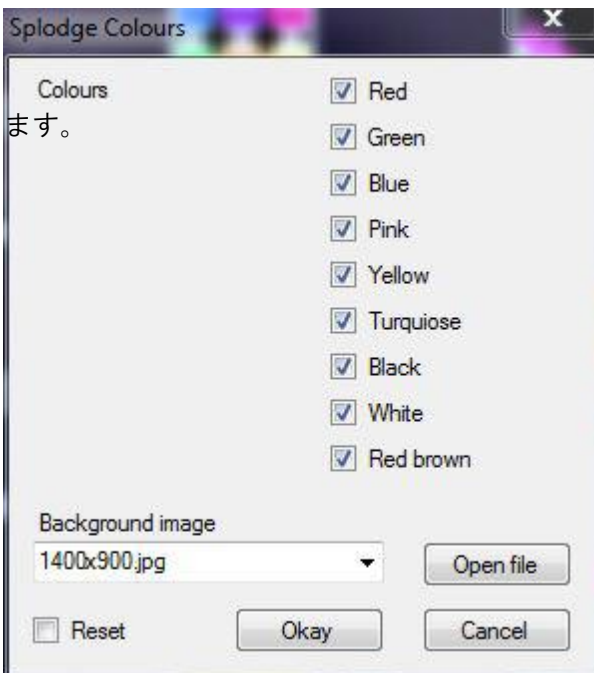 Splodge Colours
x
Colours
Red
ます。
Green
Blue
Pink
Yellow
Turquiose
Black
White
Red brown
Background image
1400x900.jpg
Open file
Reset
Okay
Cancel